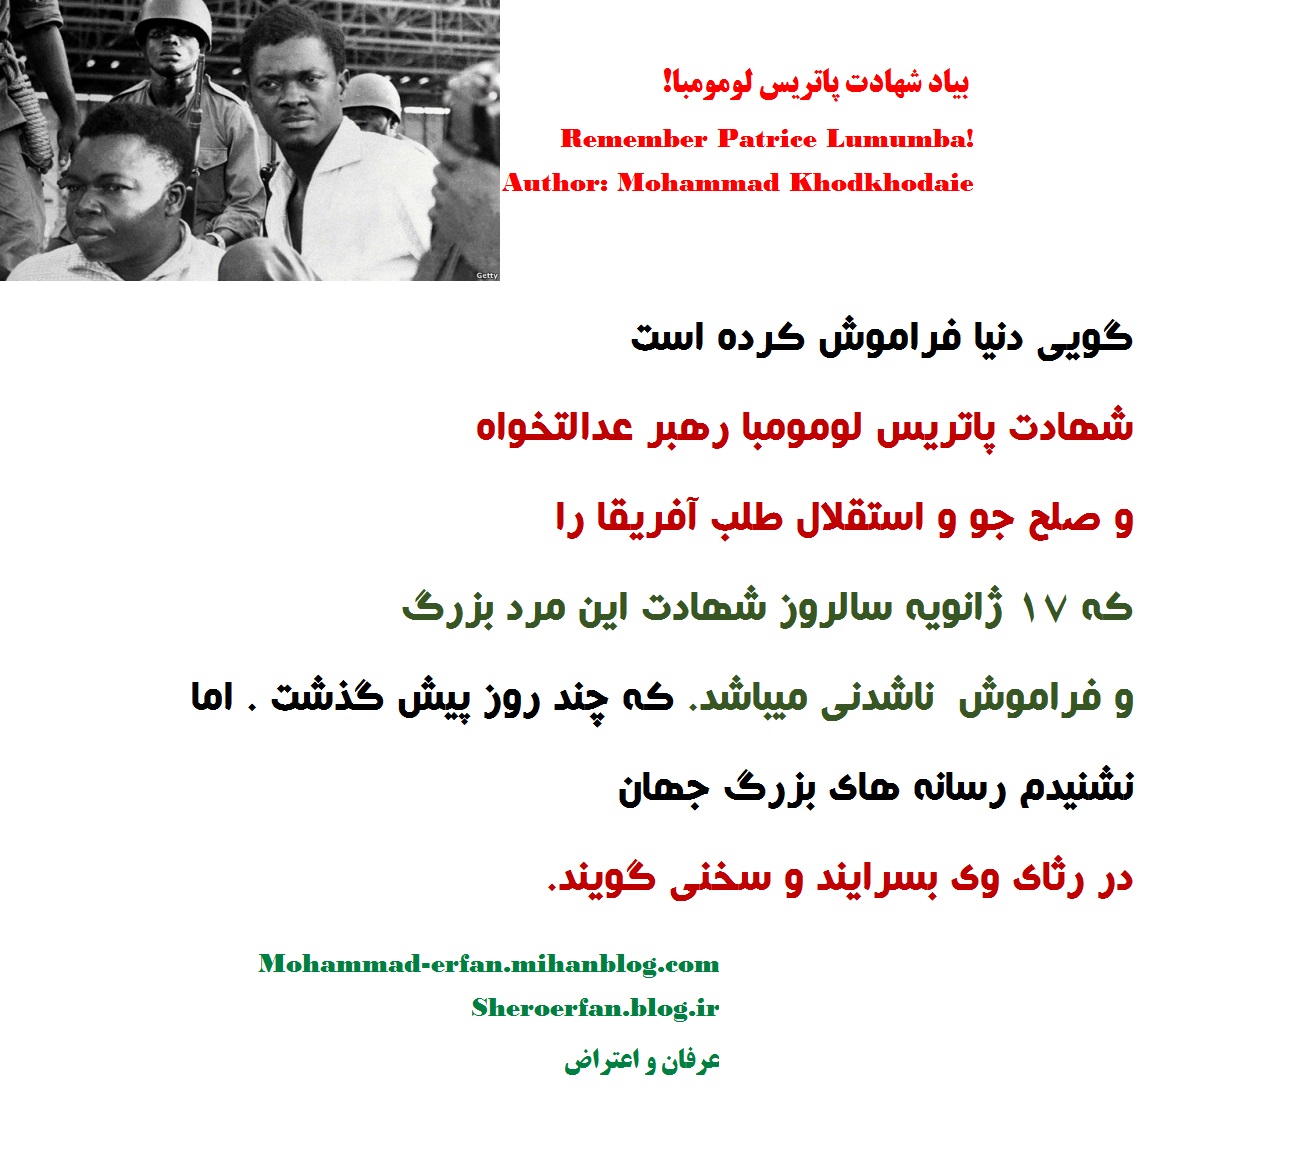 بیاد شهادت پاتریس لومومبا!
Remember Patrice Lumumba!
Author: Mohammad Khodkhodaie
Getty
گویی دنیا فراموش کرده است
شهادت پاتریس لومومبا رهبر عدالتخواه
و صلح جو و استقلال طلب آفریقا را
که ۱۷ ژانویه سالروز شهادت این مرد بزرگ
و فراموش ناشدنی میباشد. که چند روز پیش گذشت . اما
نشنیدم رسانه های بزرگ جهان
در رثای وی بسرایند و سخنی گویند.
Mohammad-erfan.mihanblog.com
Sheroerfan.blog.ir
عرفان و اعتراض